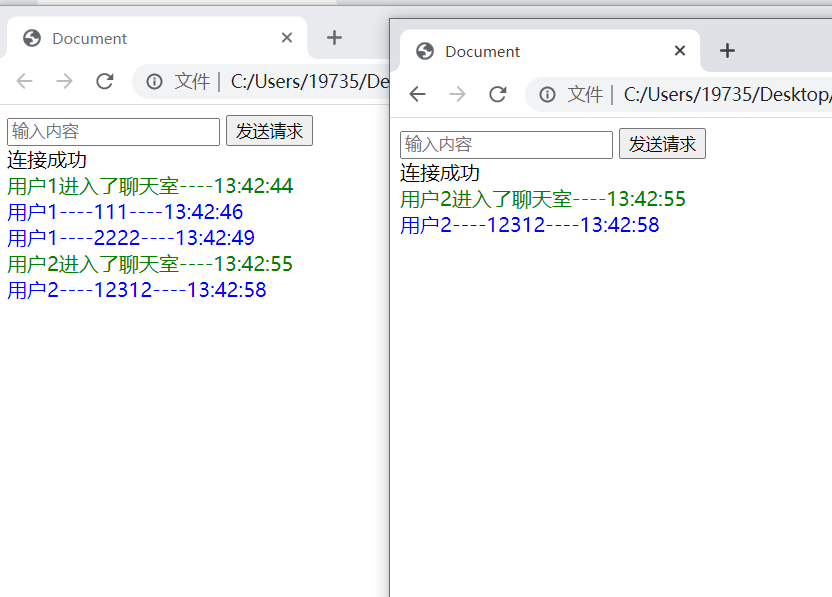 Document
文件 | C:/Users/19735/De
输入内容 发送请求
连接成功
用户1进入了聊天室----13:42:44
用户1----111----13:42:46
用户1----2222----13:42:49
用户2进入了聊天室----13:42:55
用户2----12312----13:42:58
Document
文件 | C:/Users/19735/Desktop/
输入内容 发送请求
连接成功
用户2进入了聊天室----13:42:55
用户2----12312----13:42:58